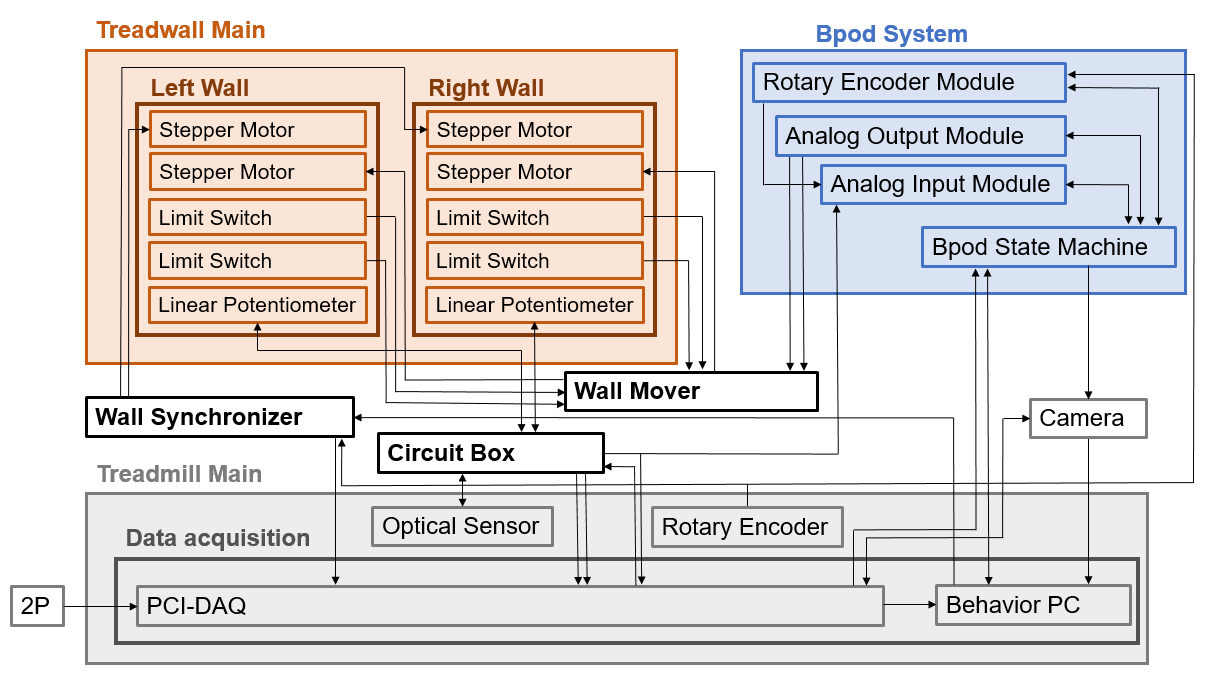 Treadwall Main
Left Wall
Stepper Motor
Stepper Motor
Limit Switch
Limit Switch
Linear Potentiometer
Right Wall
Stepper Motor
Stepper Motor
Limit Switch
Limit Switch
Linear Potentiometer
Bpod System
Rotary Encoder Module
Analog Output Module
Analog Input Module
Bpod State Machine
Wall Mover
Wall Synchronizer
Camera
Circuit Box
Treadmill Main
Optical Sensor
Rotary Encoder
Data acquisition
2P
PCI-DAQ
Behavior PC